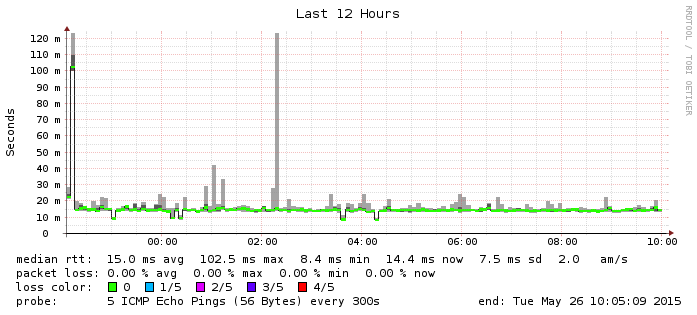 Last 12 Hours
RRDTOOL / TOBI OETIKER
Seconds
120 m
110 m
100 m
90 m
80 m
70 m
60 m
50 m
40 m
30 m
20 m
10 m
0
00:00 02:00 04:00 06:00 08:00 10:00
median rtt: 15.0 ms avg 102.5 ms max 8.4 ms min 14.4 ms now 7.5 ms sd 2.0 am/s
packet loss: 0.00 % avg 0.00 % max 0.00 % min 0.00 % now
loss color: 0 1/5 2/5 3/5 4/5
probe: 5 ICMP Echo Pings (56 Bytes) every 300s end: Tue May 26 10:05:09 2015